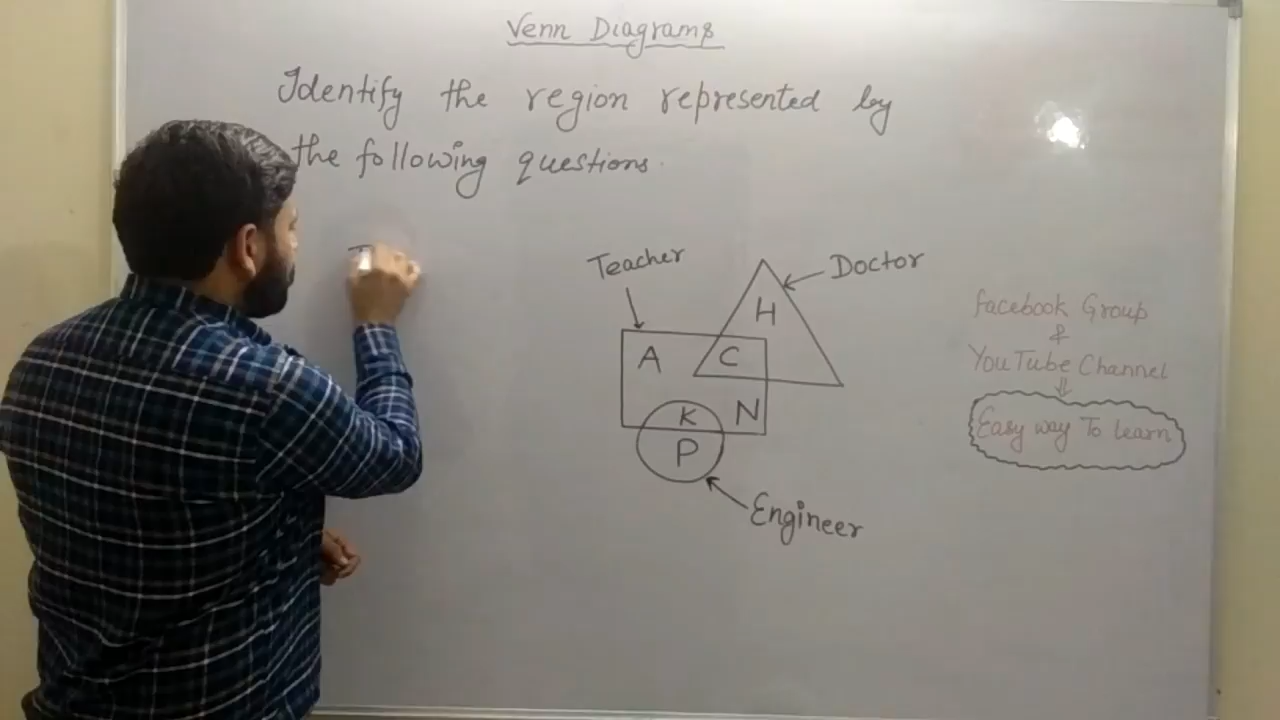 Venn Diagrams
Identify the region represented by
the following questions.
Teacher
Doctor
H
A
C
K
N
P
Engineer
facebook Group
&
YouTube Channel
Easy way To learn